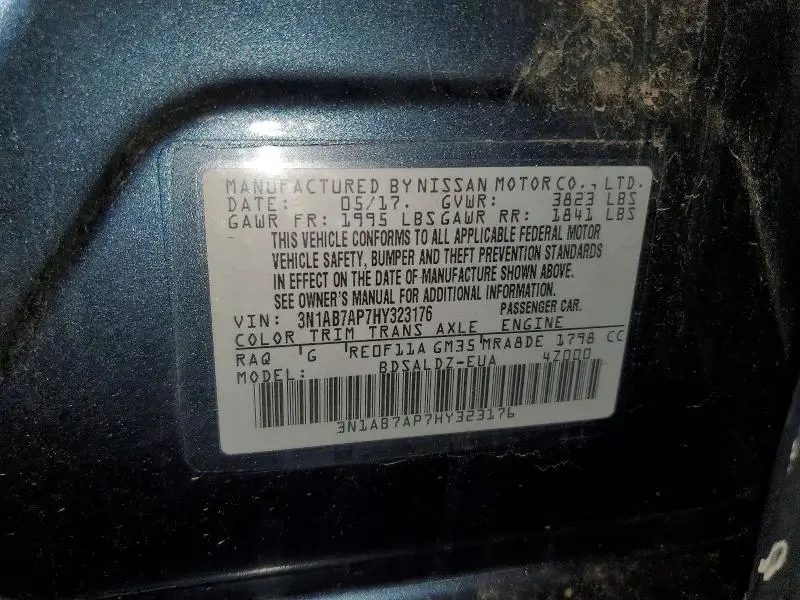 MANUFACTURED BY NISSAN MOTOR CO., LTD.
DATE: 05/17. GVWR: 3823 LBS
GAWR FR: 1995 LBS GAWR RR: 1841 LBS
THIS VEHICLE CONFORMS TO ALL APPLICABLE FEDERAL MOTOR
VEHICLE SAFETY, BUMPER AND THEFT PREVENTION STANDARDS
IN EFFECT ON THE DATE OF MANUFACTURE SHOWN ABOVE.
SEE OWNER'S MANUAL FOR ADDITIONAL INFORMATION.
VIN: 3N1AB7AP7HY323176 PASSENGER CAR.
COLOR TRIM TRANS AXLE ENGINE
RAQ G RE0F11A GM35 MRA8DE 1798 CC
MODEL: BDSALDZ-EUA 4Z000
3N1AB7AP7HY323176